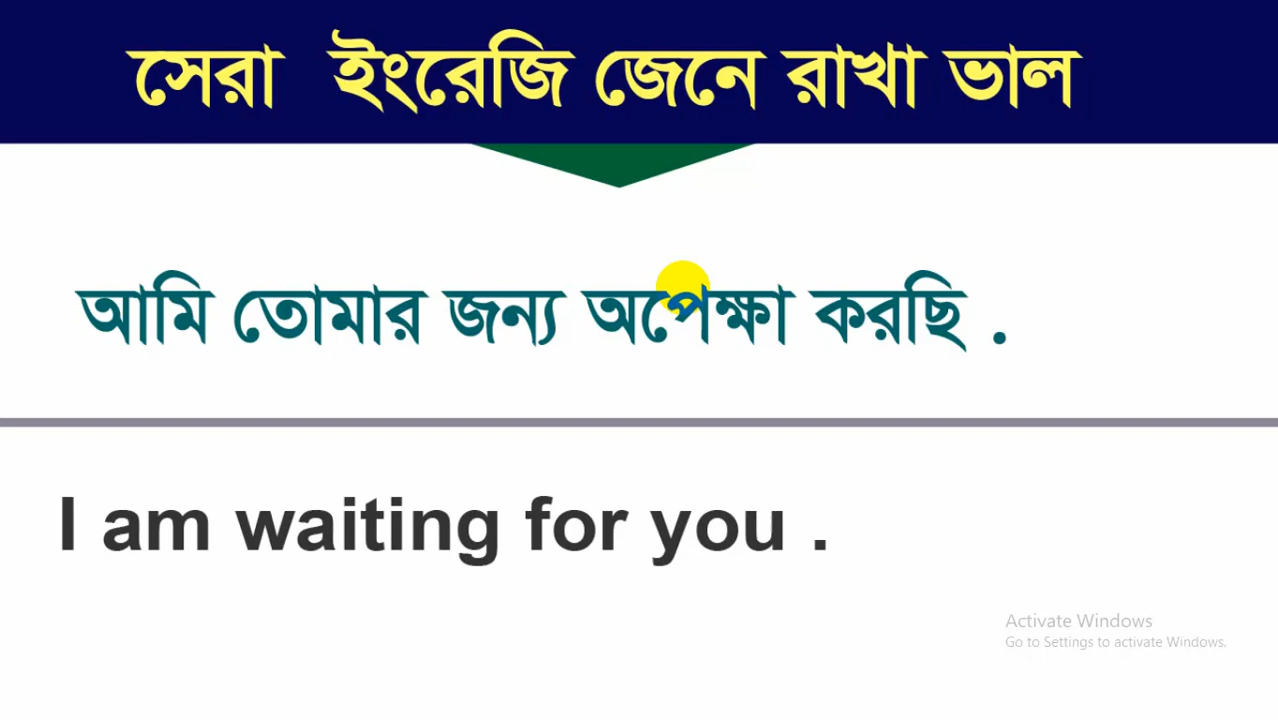 সেরা ইংরেজি জেনে রাখা ভাল
আমি তোমার জন্য অপেক্ষা করছি .
I am waiting for you .
Activate Windows
Go to Settings to activate Windows.